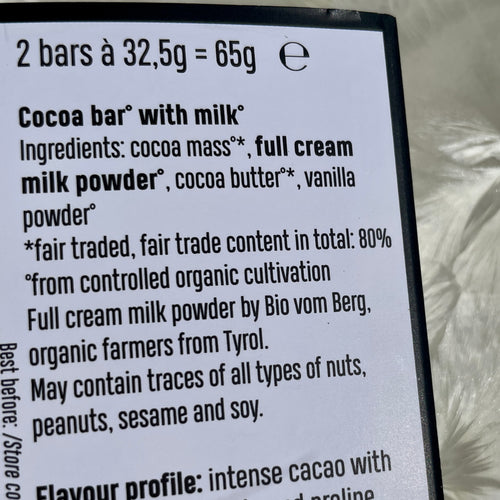 2 bars à 32,5g = 65g ℮
Cocoa bar° with milk°
Ingredients: cocoa mass°*, full cream
milk powder°, cocoa butter°*, vanilla
powder°
*fair traded, fair trade content in total: 80%
°from controlled organic cultivation
Full cream milk powder by Bio vom Berg,
organic farmers from Tyrol.
May contain traces of all types of nuts,
peanuts, sesame and soy.
Flavour profile: intense cacao with
praline
Best before: /Store